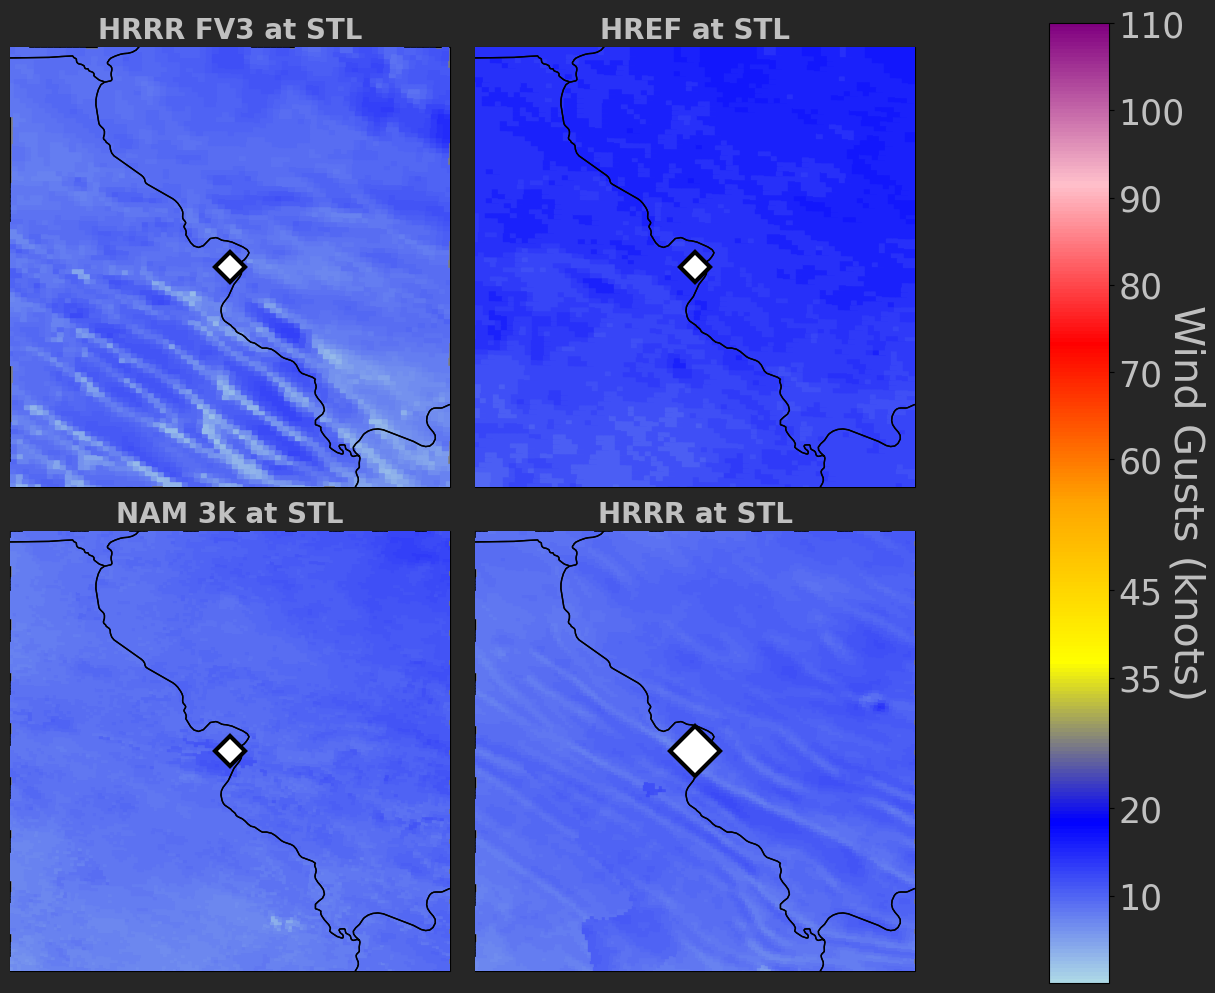 HRRR FV3 at STL
HREF at STL
NAM 3k at STL
HRRR at STL
110
100
90
80
70
60
45
35
20
10
Wind Gusts (knots)